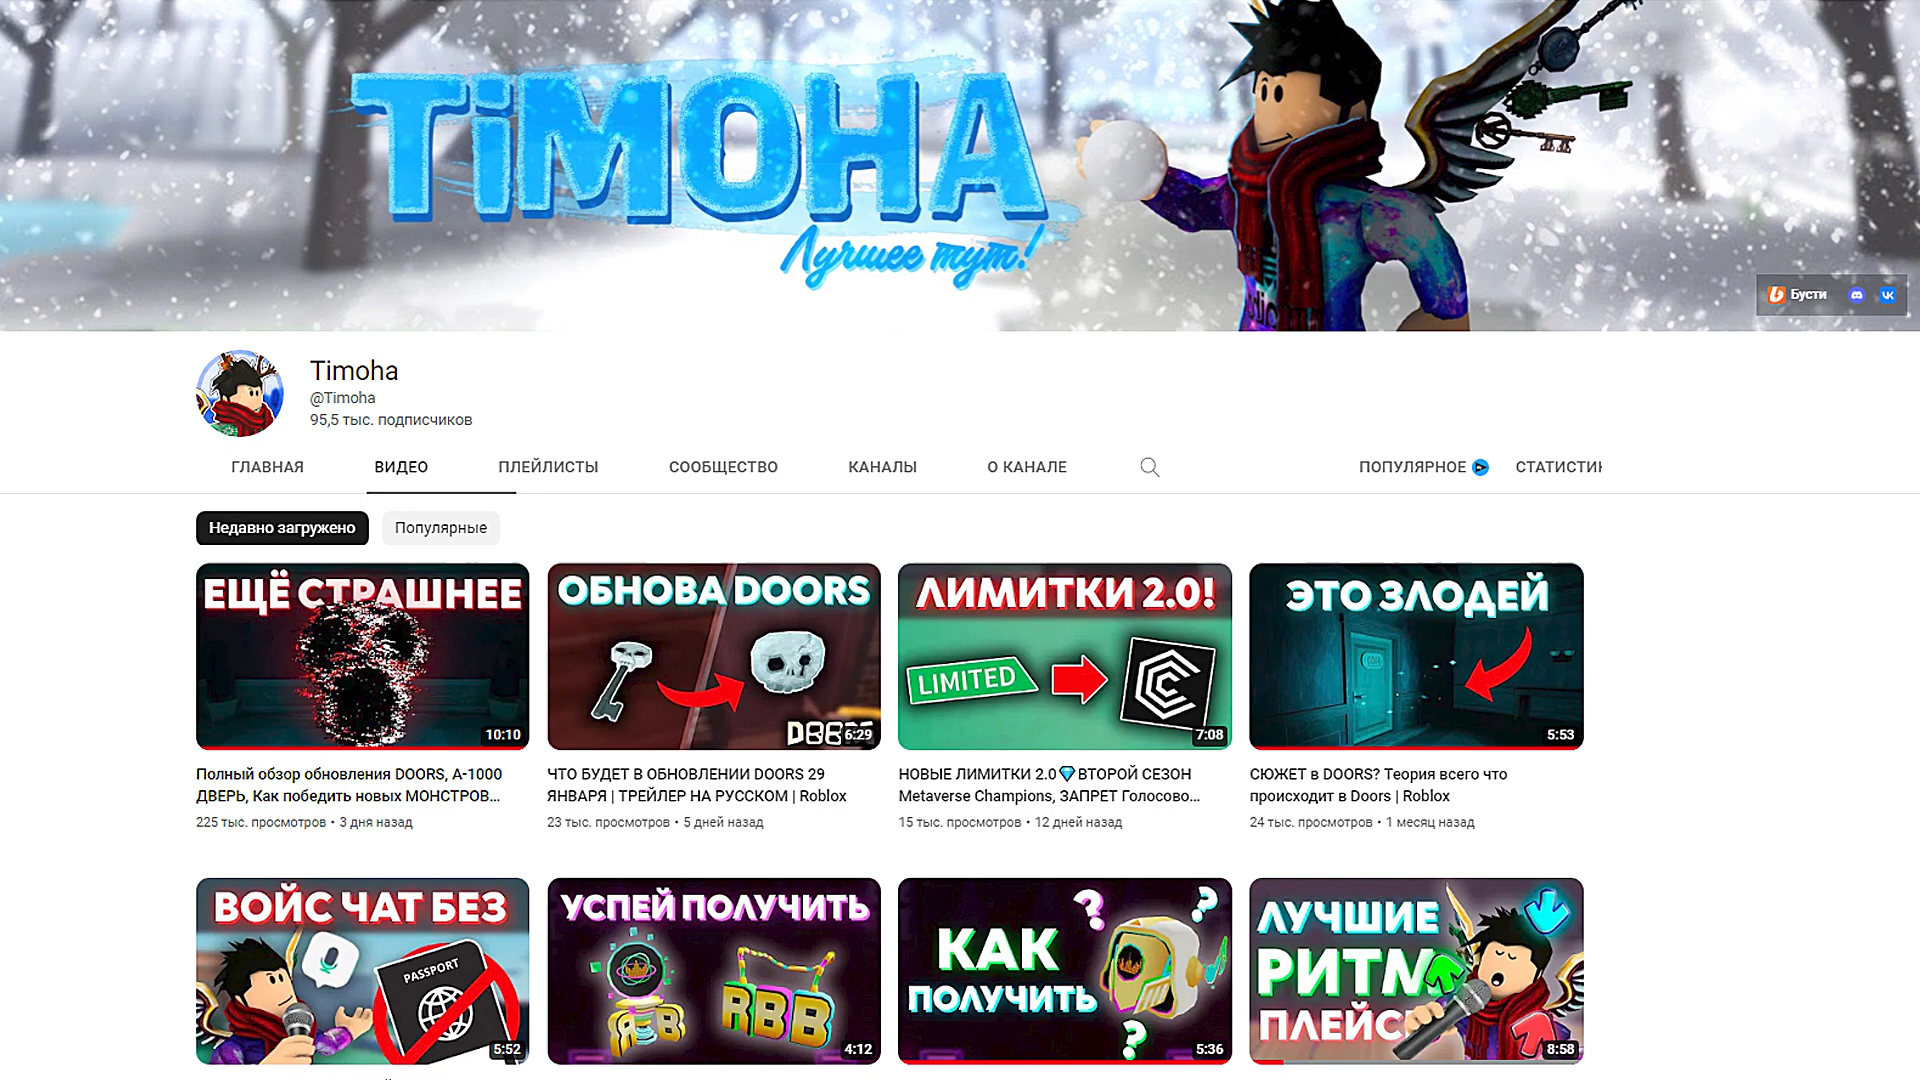 TiMOHA
Лучшее тут!
Бусти
Timoha
@Timoha
95,5 тыс. подписчиков
ГЛАВНАЯ ВИДЕО ПЛЕЙЛИСТЫ СООБЩЕСТВО КАНАЛЫ О КАНАЛЕ ПОПУЛЯРНОЕ СТАТИСТИК
Недавно загружено Популярные
ЕЩЁ СТРАШНЕЕ
10:10
ОБНОВА DOORS
6:29
ЛИМИТКИ 2.0!
LIMITED
7:08
ЭТО ЗЛОДЕЙ
5:53
Полный обзор обновления DOORS, A-1000
ДВЕРЬ, Как победить новых МОНСТРОВ...
225 тыс. просмотров • 3 дня назад
ЧТО БУДЕТ В ОБНОВЛЕНИИ DOORS 29
ЯНВАРЯ | ТРЕЙЛЕР НА РУССКОМ | Roblox
23 тыс. просмотров • 5 дней назад
НОВЫЕ ЛИМИТКИ 2.0💎ВТОРОЙ СЕЗОН
Metaverse Champions, ЗАПРЕТ Голосово...
15 тыс. просмотров • 12 дней назад
СЮЖЕТ в DOORS? Теория всего что
происходит в Doors | Roblox
24 тыс. просмотров • 1 месяц назад
ВОЙС ЧАТ БЕЗ
PASSPORT
5:52
УСПЕЙ ПОЛУЧИТЬ
RBB
RBB
4:12
КАК
ПОЛУЧИТЬ
? ? ?
5:36
ЛУЧШИЕ
РИТМ
ПЛЕЙС
8:58